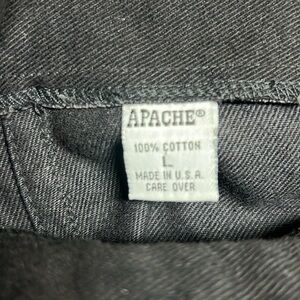 APACHE®
100% COTTON
L
MADE IN U.S.A.
CARE OVER